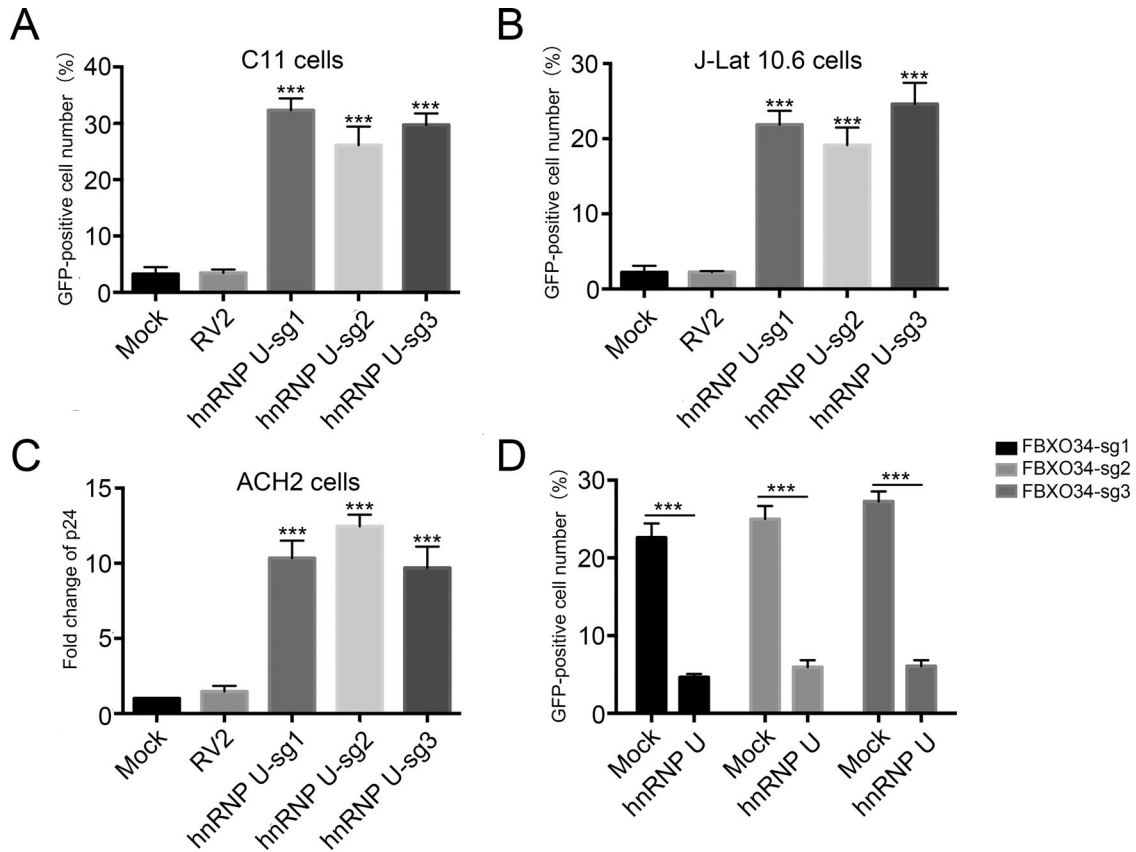 A
C11 cells
GFP-positive cell number (%)
40
30
20
10
0
***
***
***
Mock
RV2
hnRNP U-sg1
hnRNP U-sg2
hnRNP U-sg3
B
J-Lat 10.6 cells
GFP-positive cell number (%)
30
20
10
0
***
***
***
Mock
RV2
hnRNP U-sg1
hnRNP U-sg2
hnRNP U-sg3
C
ACH2 cells
Fold change of p24
15
10
5
0
***
***
***
Mock
RV2
hnRNP U-sg1
hnRNP U-sg2
hnRNP U-sg3
D
GFP-positive cell number (%)
30
20
10
0
***
***
***
Mock
hnRNP U
Mock
hnRNP U
Mock
hnRNP U
FBXO34-sg1
FBXO34-sg2
FBXO34-sg3